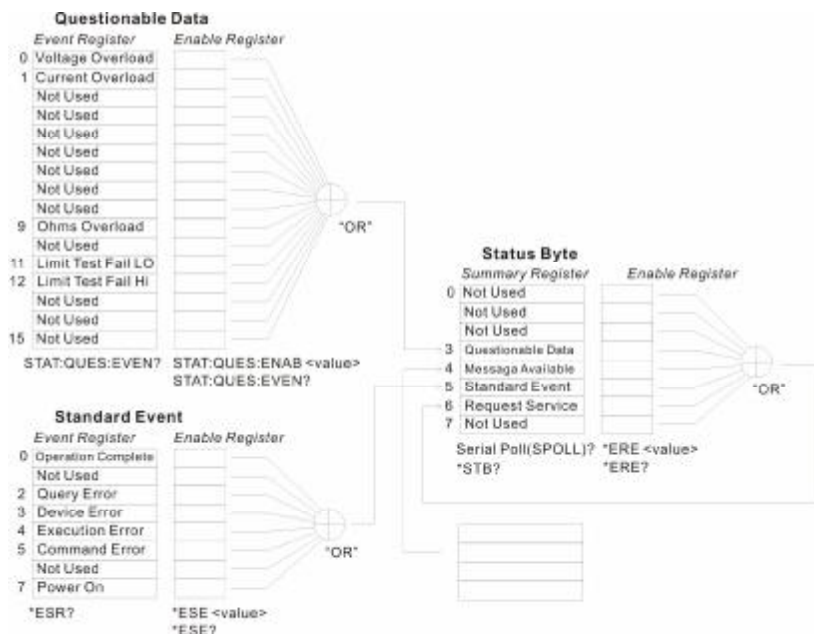 Questionable Data
Event Register Enable Register
0 Voltage Overload
1 Current Overload
Not Used
Not Used
Not Used
Not Used
Not Used
Not Used
Not Used
9 Ohms Overload
Not Used
11 Limit Test Fail LO
12 Limit Test Fail HI
Not Used
Not Used
15 Not Used
"OR"
STAT:QUES:EVEN? STAT:QUES:ENAB <value>
STAT:QUES:EVEN?
Status Byte
Summary Register Enable Register
0 Not Used
Not Used
Not Used
3 Questionable Data
4 Message Available
5 Standard Event
6 Request Service
7 Not Used
"OR"
Serial Poll(SPOLL)? *ERE <value>
*STB? *ERE?
Standard Event
Event Register Enable Register
0 Operation Complete
Not Used
2 Query Error
3 Device Error
4 Execution Error
5 Command Error
Not Used
7 Power On
"OR"
*ESR? *ESE <value>
*ESE?